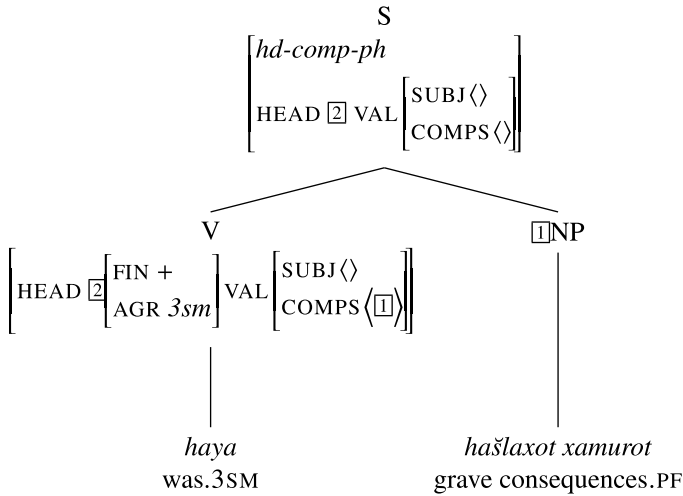 S
hd-comp-ph
HEAD 2 VAL SUBJ⟨⟩
COMPS⟨⟩
V
1NP
HEAD 2 FIN + VAL SUBJ⟨⟩
AGR 3sm COMPS⟨1⟩
haya
hašlaxot xamurot
was.3SM
grave consequences.PF